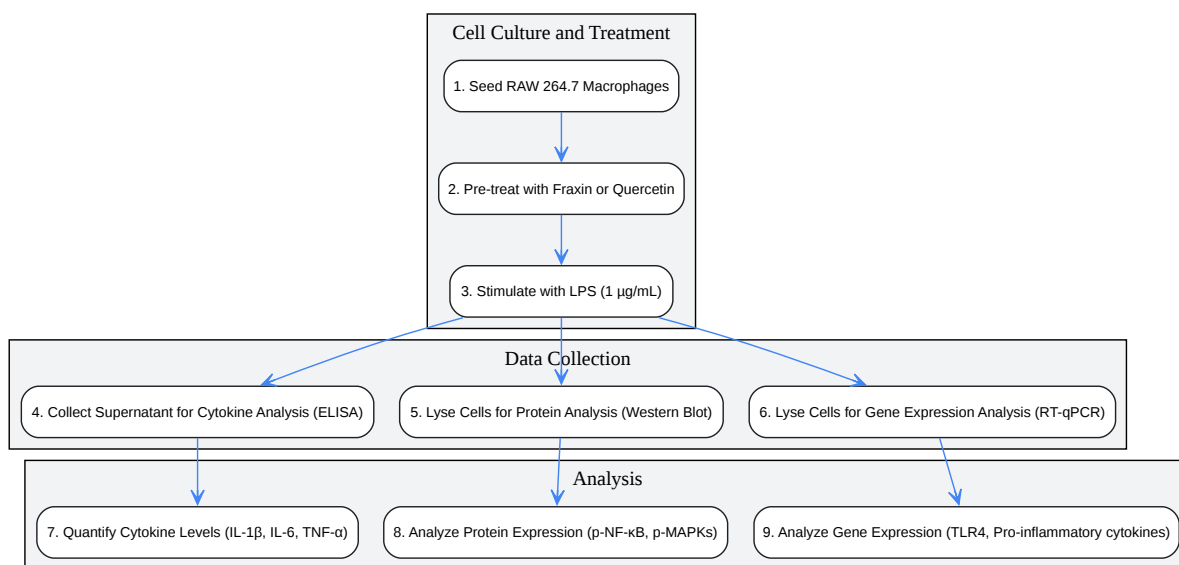 Cell Culture and Treatment
1. Seed RAW 264.7 Macrophages
2. Pre-treat with Fraxin or Quercetin
3. Stimulate with LPS (1 µg/mL)
Data Collection
4. Collect Supernatant for Cytokine Analysis (ELISA)
5. Lyse Cells for Protein Analysis (Western Blot)
6. Lyse Cells for Gene Expression Analysis (RT-qPCR)
Analysis
7. Quantify Cytokine Levels (IL-1β, IL-6, TNF-α)
8. Analyze Protein Expression (p-NF-κB, p-MAPKs)
9. Analyze Gene Expression (TLR4, Pro-inflammatory cytokines)